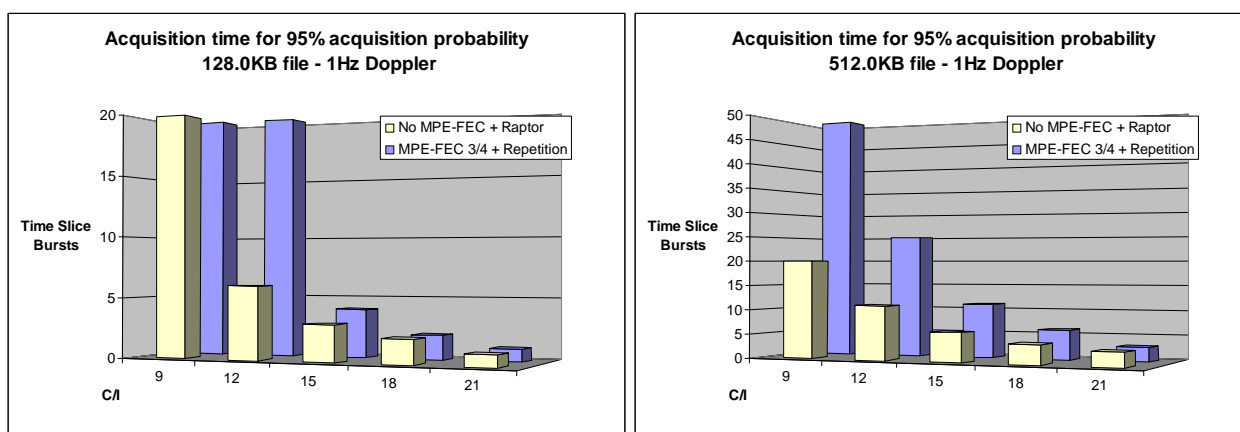 Acquisition time for 95% acquisition probability
128.0KB file - 1Hz Doppler
20
15
10
5
0
Time Slice
Bursts
No MPE-FEC + Raptor
MPE-FEC 3/4 + Repetition
9
12
15
18
21
C/I
Acquisition time for 95% acquisition probability
512.0KB file - 1Hz Doppler
50
45
40
35
30
25
20
15
10
5
0
Time Slice
Bursts
No MPE-FEC + Raptor
MPE-FEC 3/4 + Repetition
9
12
15
18
21
C/I